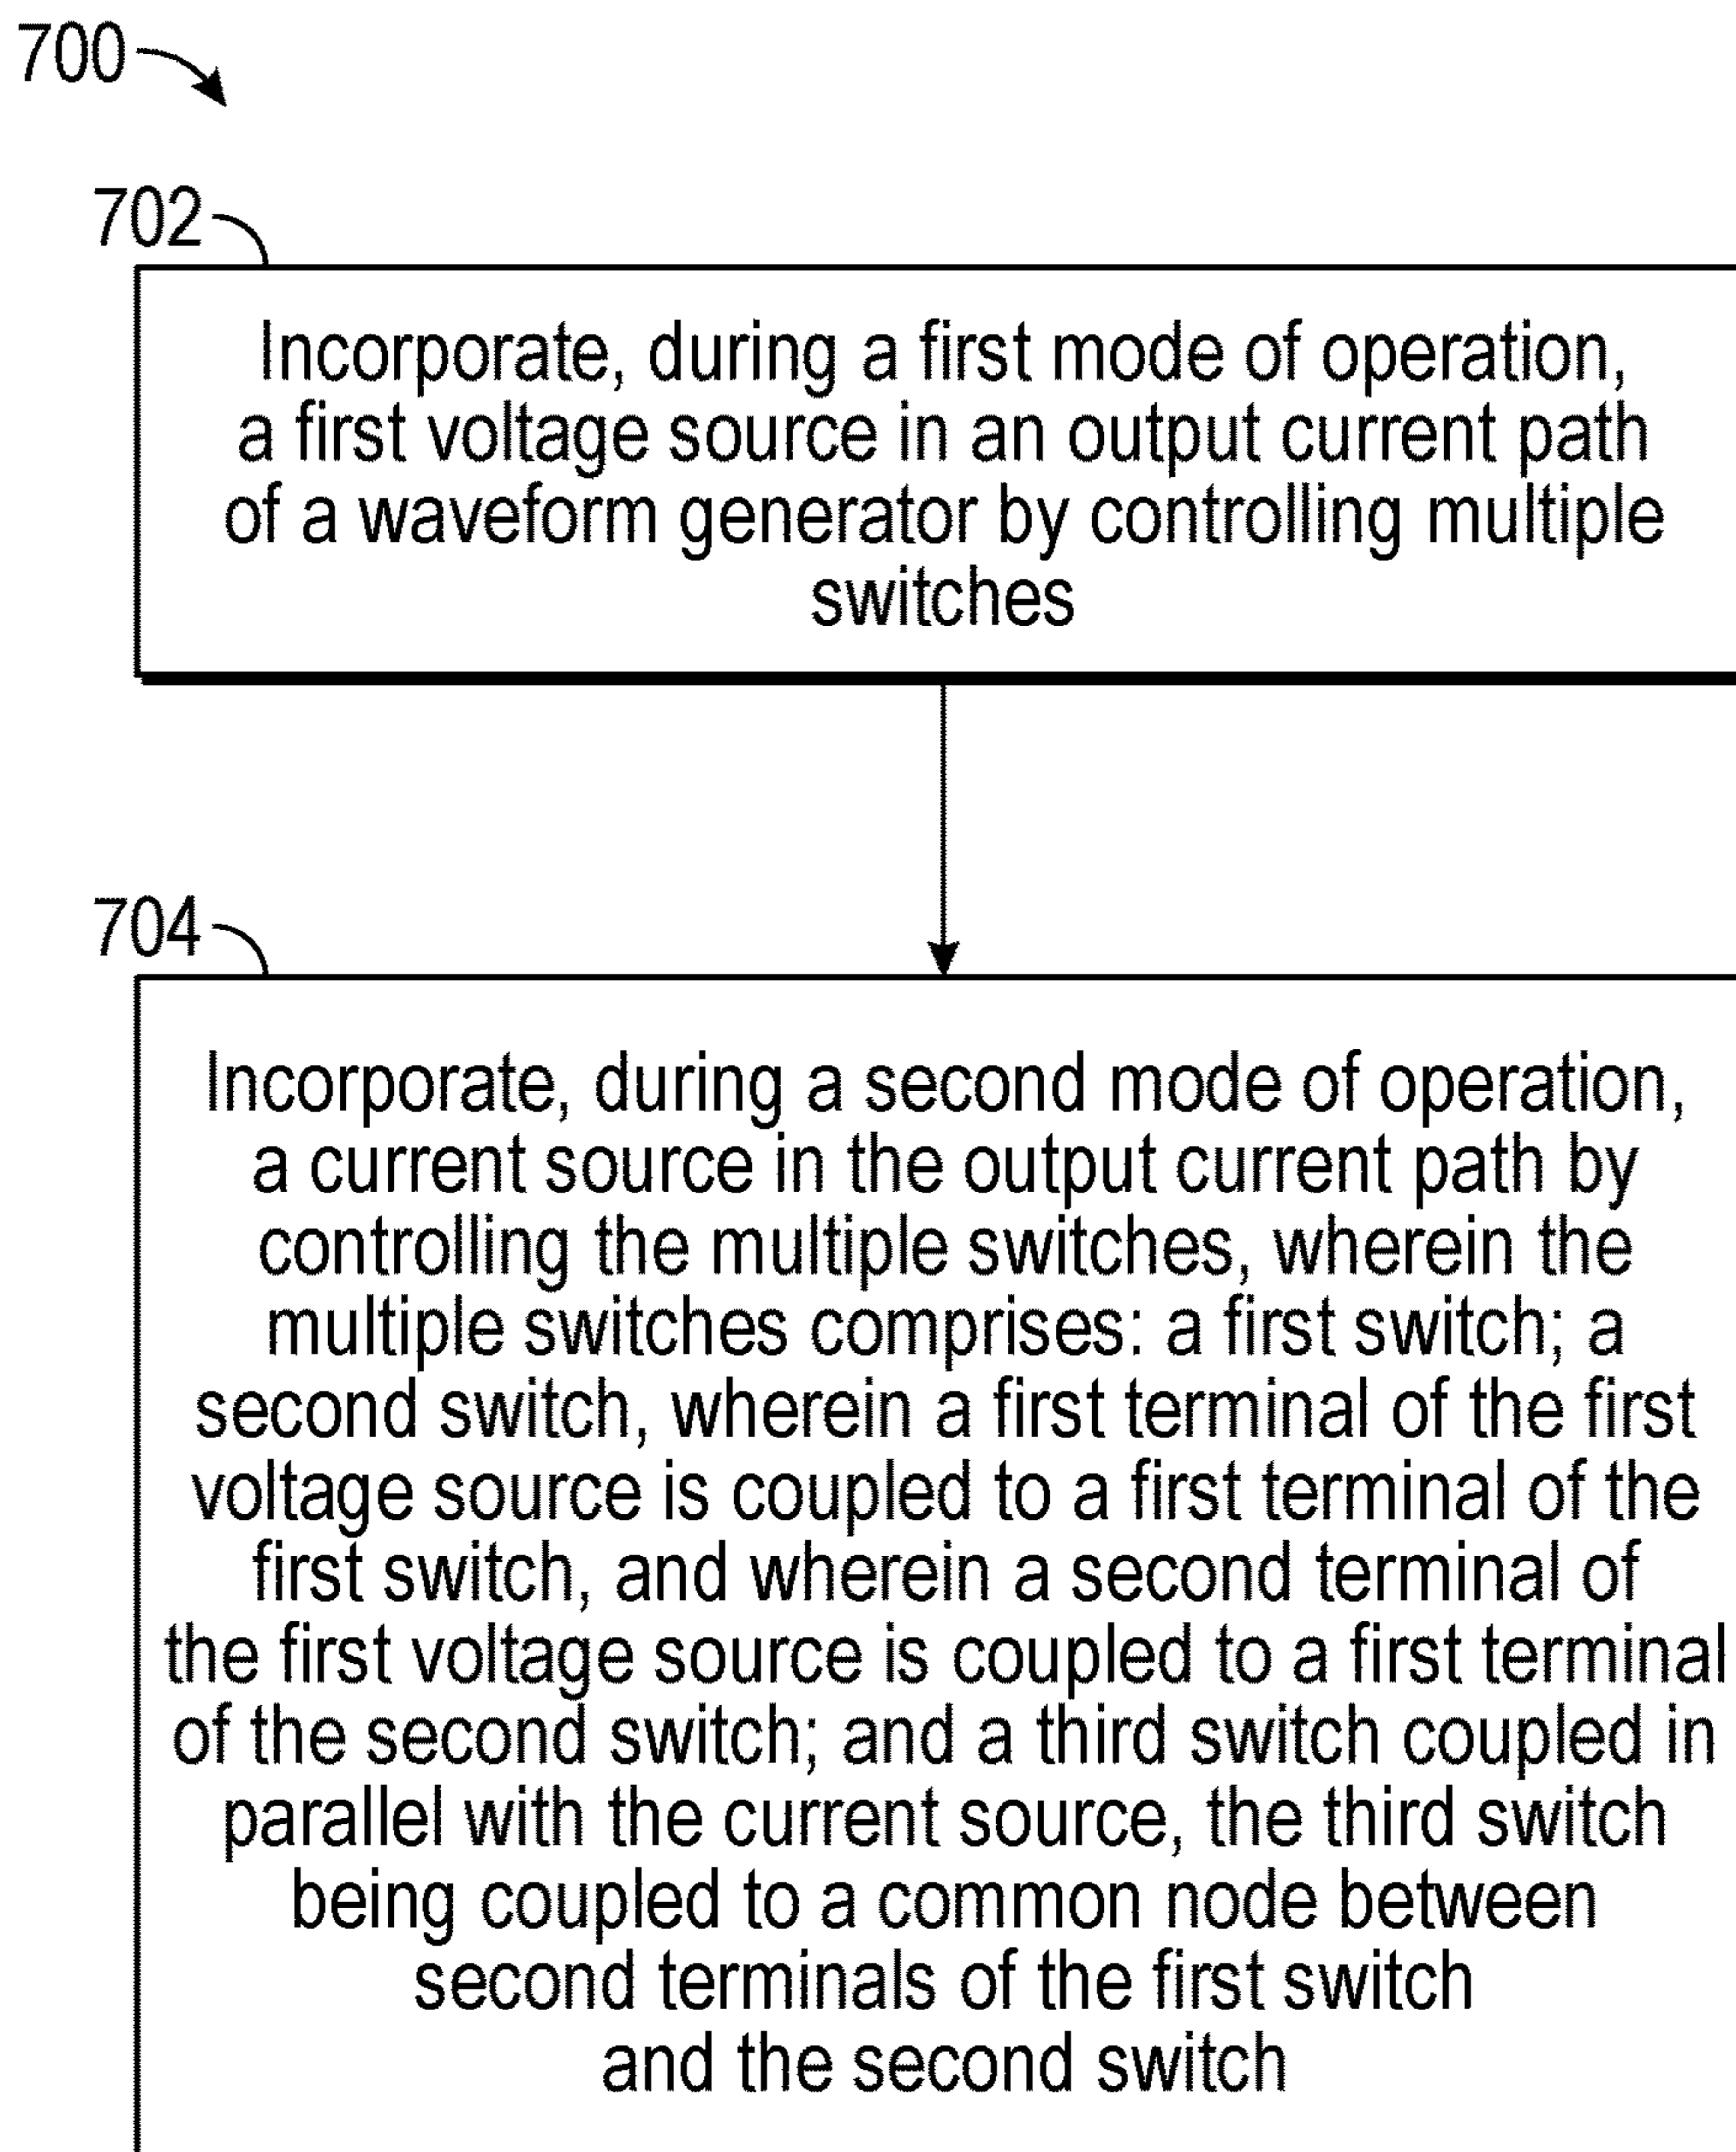 700
702
Incorporate, during a first mode of operation,
a first voltage source in an output current path
of a waveform generator by controlling multiple
switches
704
Incorporate, during a second mode of operation,
a current source in the output current path by
controlling the multiple switches, wherein the
multiple switches comprises: a first switch; a
second switch, wherein a first terminal of the first
voltage source is coupled to a first terminal of the
first switch, and wherein a second terminal of
the first voltage source is coupled to a first terminal
of the second switch; and a third switch coupled in
parallel with the current source, the third switch
being coupled to a common node between
second terminals of the first switch
and the second switch